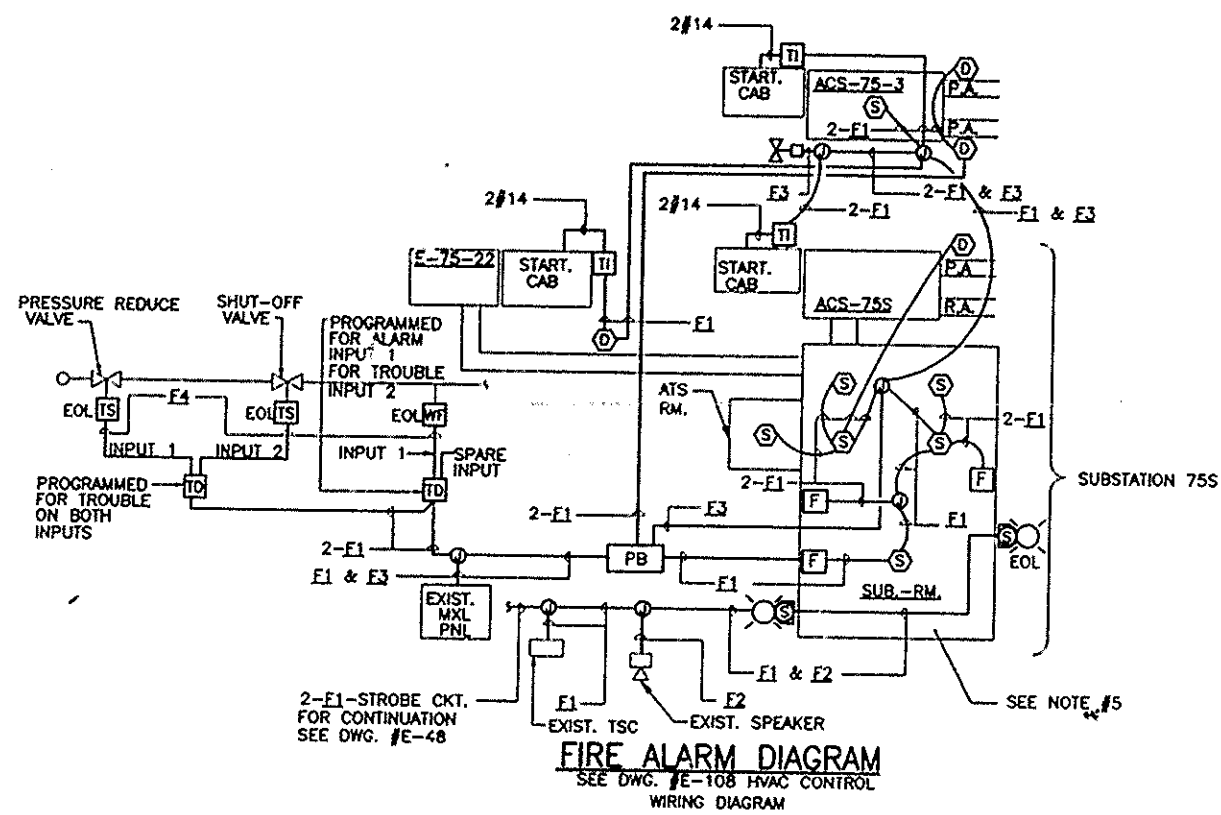 2#14
TI
START.
CAB
ACS-75-3
S
D
P.A.
2-F1
P.A.
D
J
J
F3
2-F1 & F3
2#14
2#14
2-F1
F1 & F3
TI
E-75-22
START.
CAB
TI
START.
CAB
D
P.A.
ACS-75S
R.A.
PRESSURE REDUCE
VALVE
SHUT-OFF
VALVE
PROGRAMMED
FOR ALARM
INPUT 1
FOR TROUBLE
INPUT 2
F1
D
F4
EOL TS
EOL TS
EOL WF
ATS
RM.
S
J
S
2-F1
S
S
S
INPUT 1
INPUT 2
INPUT 1
SPARE
INPUT
TD
TD
F
SUBSTATION 75S
PROGRAMMED
FOR TROUBLE
ON BOTH
INPUTS
2-F1
F
J
2-F1
F3
F1
2-F1
F1 & F3
J
PB
F1
F
S
S
EOL
SUB.-RM.
EXIST.
MXL
PNL
J
J
S
F1 & F2
2-F1-STROBE CKT.
FOR CONTINUATION
SEE DWG. #E-48
F1
F2
EXIST. TSC
EXIST. SPEAKER
SEE NOTE #5
FIRE ALARM DIAGRAM
SEE DWG. #E-108 HVAC CONTROL
WIRING DIAGRAM